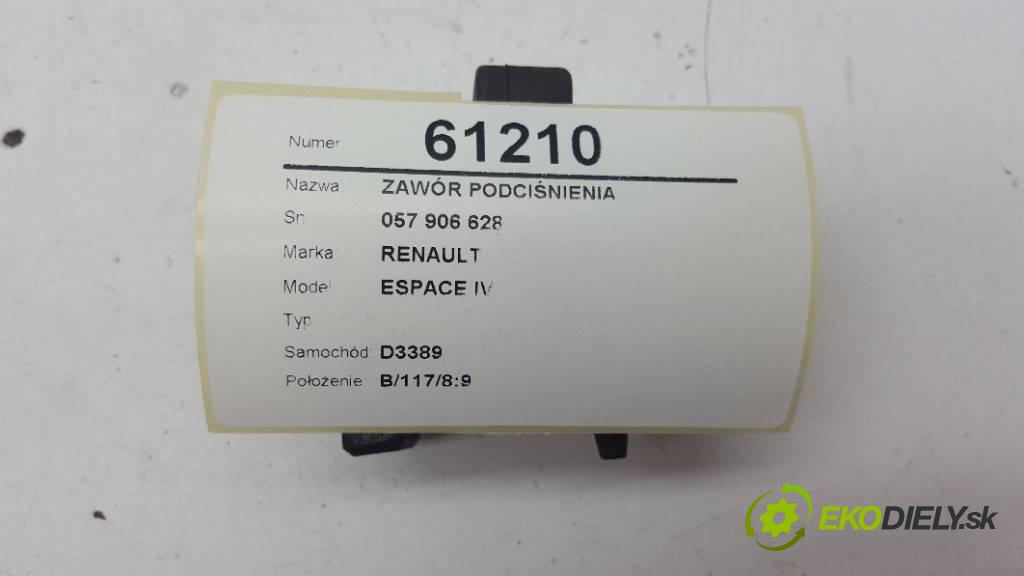 Numer 61210
Nazwa ZAWÓR PODCIŚNIENIA
Sn 057 906 628
Marka RENAULT
Model ESPACE IV
Typ
Samochód: D3389
Położenie B/117/8:9
EKODIELY.sk